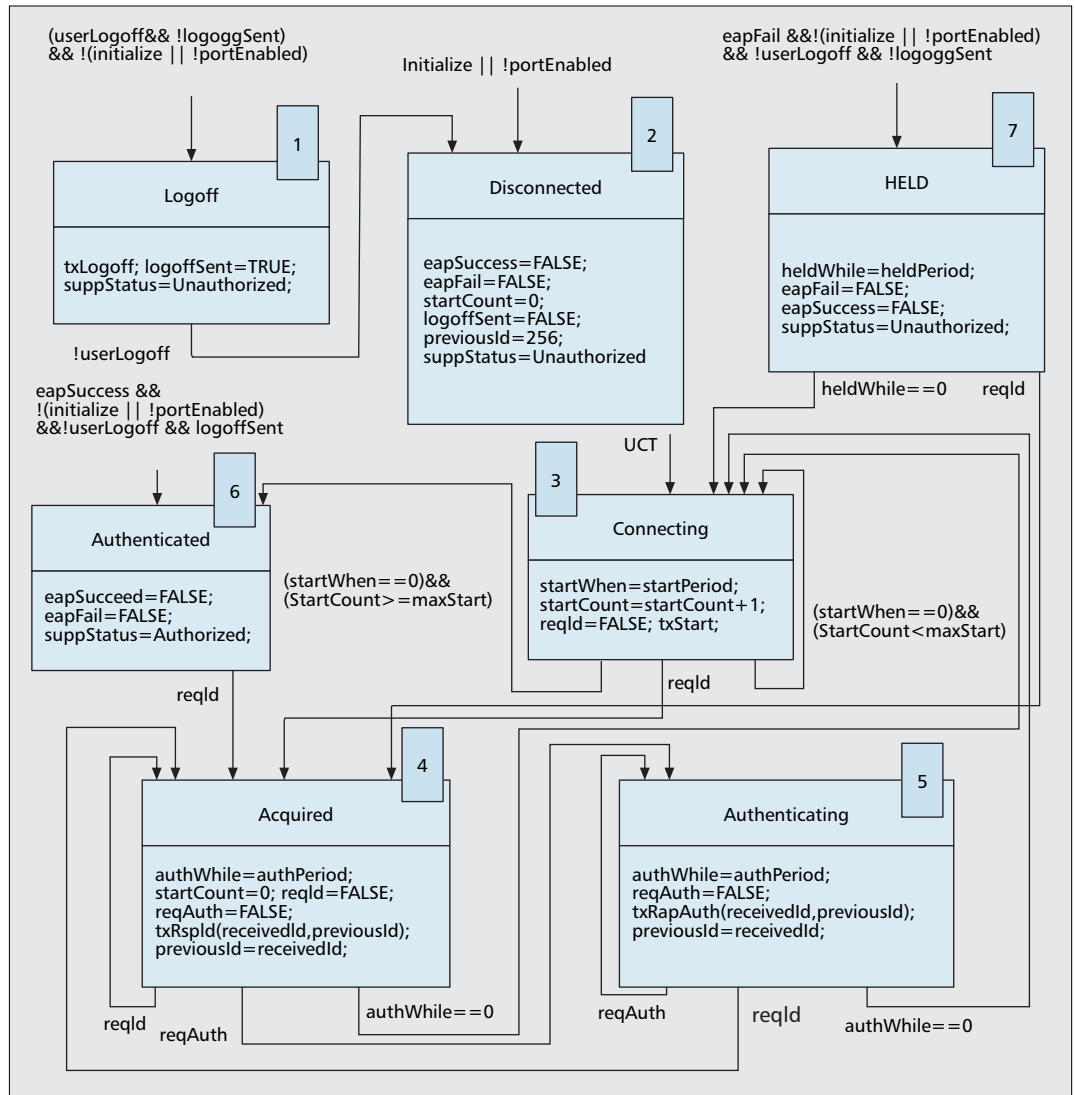 (userLogoff&& !logoggSent)
&& !(initialize || !portEnabled)
Initialize || !portEnabled
eapFail &&!(initialize || !portEnabled)
&& !userLogoff && !logoggSent
1
Logoff
txLogoff; logoffSent=TRUE;
suppStatus=Unauthorized;
!userLogoff
2
Disconnected
eapSuccess=FALSE;
eapFail=FALSE;
startCount=0;
logoffSent=FALSE;
previousId=256;
suppStatus=Unauthorized
UCT
7
HELD
heldWhile=heldPeriod;
eapFail=FALSE;
eapSuccess=FALSE;
suppStatus=Unauthorized;
heldWhile==0
reqId
eapSuccess &&
!(initialize || !portEnabled)
&&!userLogoff && logoffSent
6
Authenticated
eapSucceed=FALSE;
eapFail=FALSE;
suppStatus=Authorized;
reqId
(startWhen==0)&&
(StartCount>=maxStart)
3
Connecting
startWhen=startPeriod;
startCount=startCount+1;
reqId=FALSE; txStart;
reqId
(startWhen==0)&&
(StartCount<maxStart)
4
Acquired
authWhile=authPeriod;
startCount=0; reqId=FALSE;
reqAuth=FALSE;
txRspId(receivedId,previousId);
previousId=receivedId;
reqId
reqAuth
authWhile==0
5
Authenticating
authWhile=authPeriod;
reqAuth=FALSE;
txRapAuth(receivedId,previousId);
previousId=receivedId;
reqAuth
reqId
authWhile==0